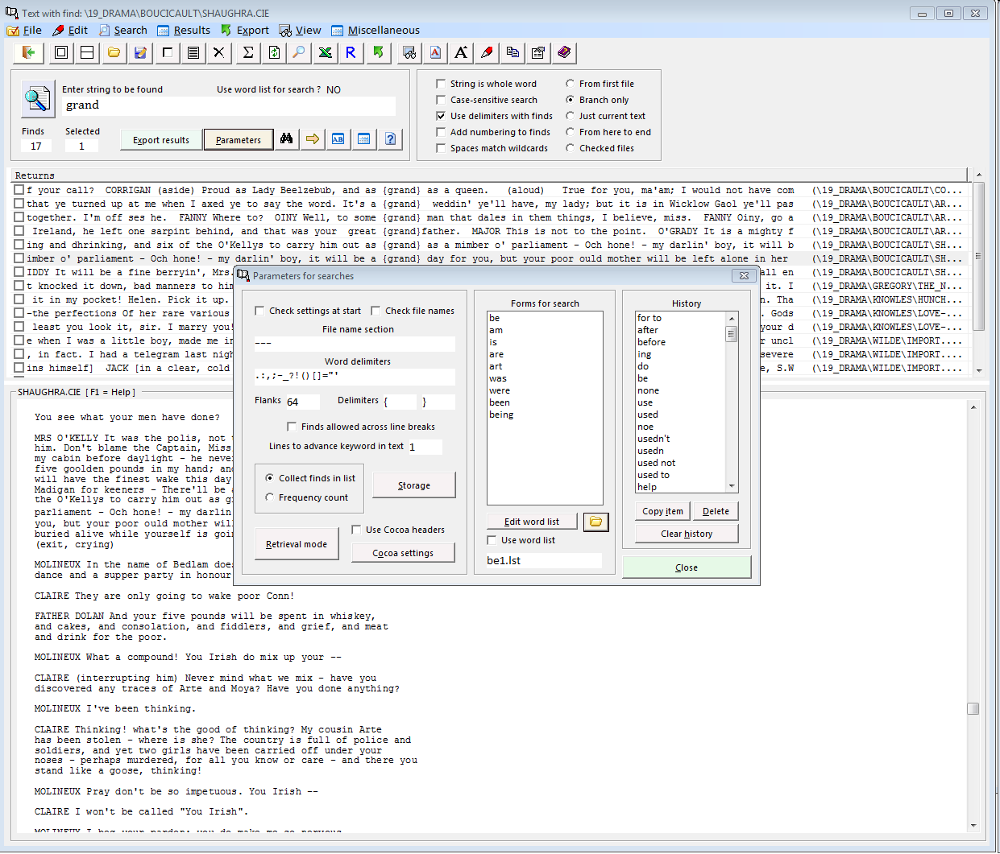 Text with find: \19_DRAMA\BOUCICAULT\SHAUGHRA.CIE
File Edit Search Results Export View Miscellaneous
Enter string to be found Use word list for search ? NO
grand
Finds Selected
17 1
Export results Parameters
String is whole word
Case-sensitive search
Use delimiters with finds
Add numbering to finds
Spaces match wildcards
From first file
Branch only
Just current text
From here to end
Checked files
Returns
f your call? CORRIGAN (aside) Proud as Lady Beelzebub, and as {grand} as a queen. (aloud) True for you, ma'am; I would not have com (\19_DRAMA\BOUCICAULT\CO...
that ye turned up at me when I axed ye to say the word. It's a {grand} weddin' ye'll have, my lady; but it is in Wicklow Gaol ye'll pas (\19_DRAMA\BOUCICAULT\AR...
together. I'm off ses he. FANNY Where to? OINY Well, to some {grand} man that dales in them things, I believe, miss. FANNY Oiny, go a (\19_DRAMA\BOUCICAULT\AR...
Ireland, he left one sarpint behind, and that was your great {grand}father. MAJOR This is not to the point. O'GRADY It is a mighty f (\19_DRAMA\BOUCICAULT\AR...
ing and dhrinking, and six of the O'Kellys to carry him out as {grand} as a mimber o' parliament - Och hone! - my darlin' boy, it will b (\19_DRAMA\BOUCICAULT\SH...
imber o' parliament - Och hone! - my darlin' boy, it will be a {grand} day for you, but your poor ould mother will be left alone in her (\19_DRAMA\BOUCICAULT\SH...
IDDY It will be a fine berryin', Mrs. all en (\19_DRAMA\BOUCICAULT\SH...
t knocked it down, bad manners to him it. I (\19_DRAMA\GREGORY\THE_N...
it in my pocket! Helen. Pick it up. n. Tha (\19_DRAMA\KNOWLES\HUNCH...
-the perfections Of her rare various . Gods (\19_DRAMA\KNOWLES\LOVE-...
least you look it, sir. I marry you! your d (\19_DRAMA\KNOWLES\LOVE-...
e when I was a little boy, made me in r uncl (\19_DRAMA\WILDE\IMPORT....
, in fact. I had a telegram last nigh severe (\19_DRAMA\WILDE\IMPORT....
ins himself] JACK [in a clear, cold e, S.W (\19_DRAMA\WILDE\IMPORT....
Parameters for searches
Check settings at start Check file names
File name section
---
Word delimiters
.:,;-_?!()[]="'
Flanks 64 Delimiters { }
Finds allowed across line breaks
Lines to advance keyword in text 1
Collect finds in list
Frequency count
Storage
Retrieval mode
Use Cocoa headers
Cocoa settings
Forms for search
be
am
is
are
art
was
were
been
being
Edit word list
Use word list
be1.lst
History
for to
after
before
ing
do
be
none
use
used
noe
usedn't
usedn
used not
used to
help
Copy item Delete
Clear history
Close
SHAUGHRA.CIE [ F1 = Help ]
You see what your men have done?
MRS O'KELLY It was the polis, not
him. Don't blame the Captain, Miss
my cabin before daylight - he never
five goolden pounds in my hand; and
will have the finest wake this day
Madigan for keeners - There'll be
the O'Kellys to carry him out as g
parliament - Och hone! - my darlin
you, but your poor ould mother wil
buried alive while yourself is goin
(exit, crying)
MOLINEUX In the name of Bedlam does
dance and a supper party in honour
CLAIRE They are only going to wake poor Conn!
FATHER DOLAN And your five pounds will be spent in whiskey,
and cakes, and consolation, and fiddlers, and grief, and meat
and drink for the poor.
MOLINEUX What a compound! You Irish do mix up your --
CLAIRE (interrupting him) Never mind what we mix - have you
discovered any traces of Arte and Moya? Have you done anything?
MOLINEUX I've been thinking.
CLAIRE Thinking! what's the good of thinking? My cousin Arte
has been stolen - where is she? The country is full of police and
soldiers, and yet two girls have been carried off under your
noses - perhaps murdered, for all you know or care - and there you
stand like a goose, thinking!
MOLINEUX Pray don't be so impetuous. You Irish --
CLAIRE I won't be called "You Irish".
MOLINEUX I beg your pardon; you do make me so nervous